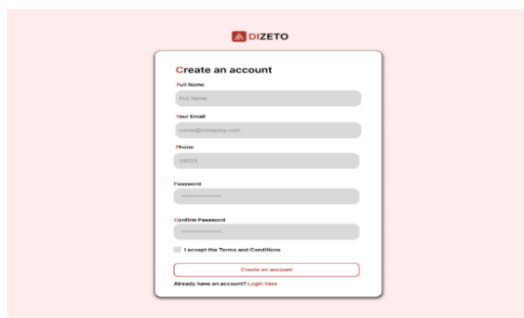 DIZETO
Create an account
Full Name
Full Name
Your Email
name@company.com
Phone
Password
Confirm Password
I accept the Terms and Conditions
Create an account
Already have an account? Login here